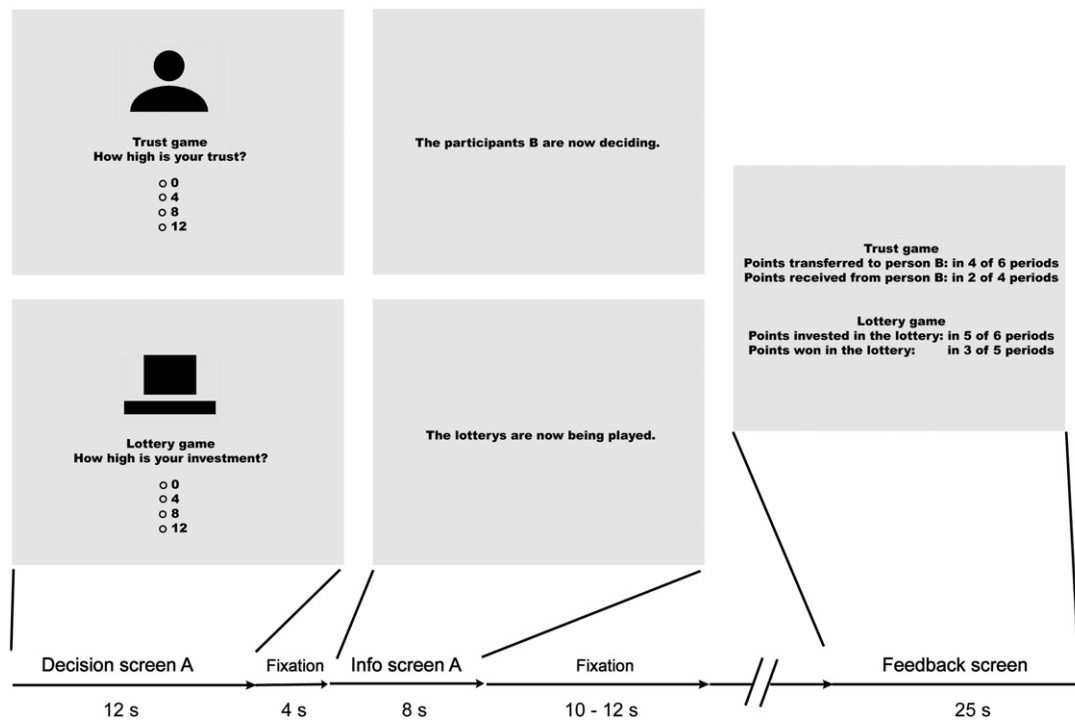 Trust game
How high is your trust?
0
4
8
12
The participants B are now deciding.
Lottery game
How high is your investment?
0
4
8
12
The lotterys are now being played.
Trust game
Points transferred to person B: in 4 of 6 periods
Points received from person B: in 2 of 4 periods
Lottery game
Points invested in the lottery: in 5 of 6 periods
Points won in the lottery: in 3 of 5 periods
Decision screen A
Fixation
Info screen A
Fixation
Feedback screen
12 s
4 s
8 s
10 - 12 s
25 s